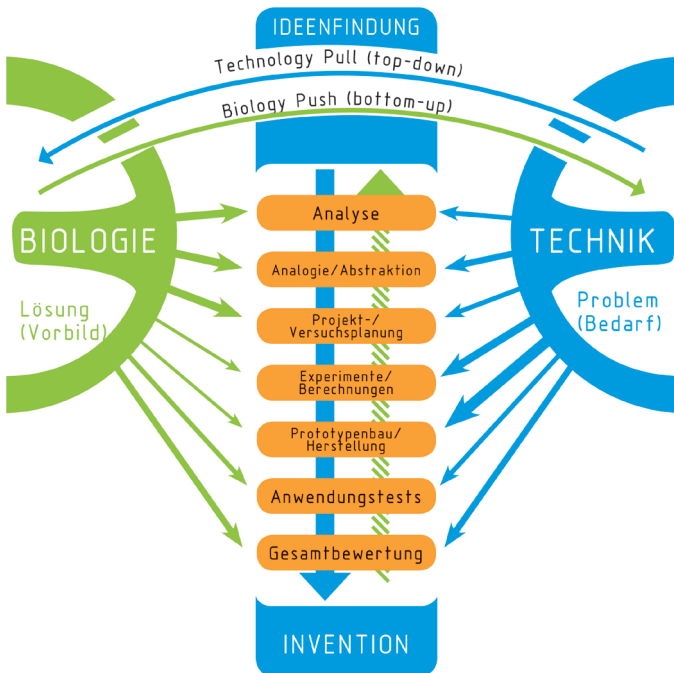 IDEENFINDUNG
Technology Pull (top-down)
Biology Push (bottom-up)
BIOLOGIE
Lösung
(Vorbild)
Analyse
Analogie/Abstraktion
Projekt-/
Versuchsplanung
Experimente/
Berechnungen
Prototypenbau/
Herstellung
Anwendungstests
Gesamtbewertung
TECHNIK
Problem
(Bedarf)
INVENTION